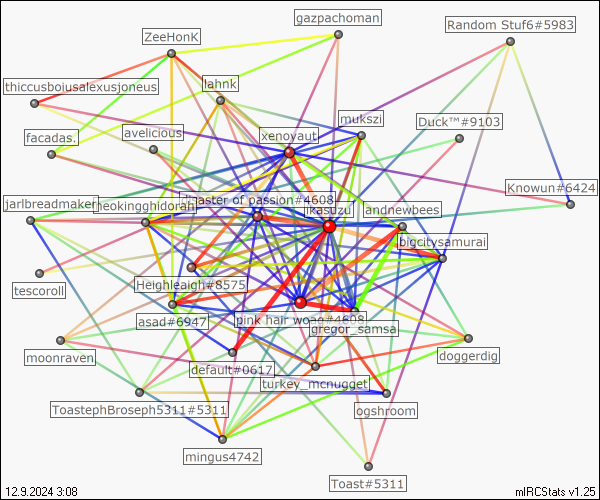 gazpachoman
Random Stuf6#5983
ZeeHonK
thiccusboiusalexusjoneus
lahnk
mukszi
Duck™#9103
facadas.
avelicious
xenoyaut
Knowun#6424
jarlbreadmaker
neokingghidorah
master of passion#4608
kasuzu
andnewbees
bigcitysamurai
tescoroll
Heighleaigh#8575
asad#6947
pink hair woag#4608
gregor_samsa
moonraven
default#0617
doggerdig
turkey_mcnugget
ToastephBroseph5311#5311
ogshroom
mingus4742
Toast#5311
12.9.2024 3:08
mIRCStats v1.25